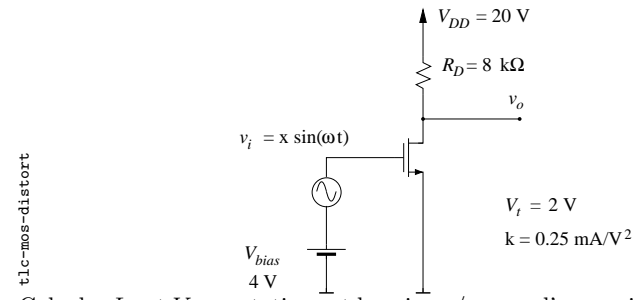 V_DD = 20 V
R_D = 8 kΩ
v_o
v_i = x sin(ωt)
V_t = 2 V
k = 0.25 mA/V²
V_bias
4 V
tlc-mos-distort